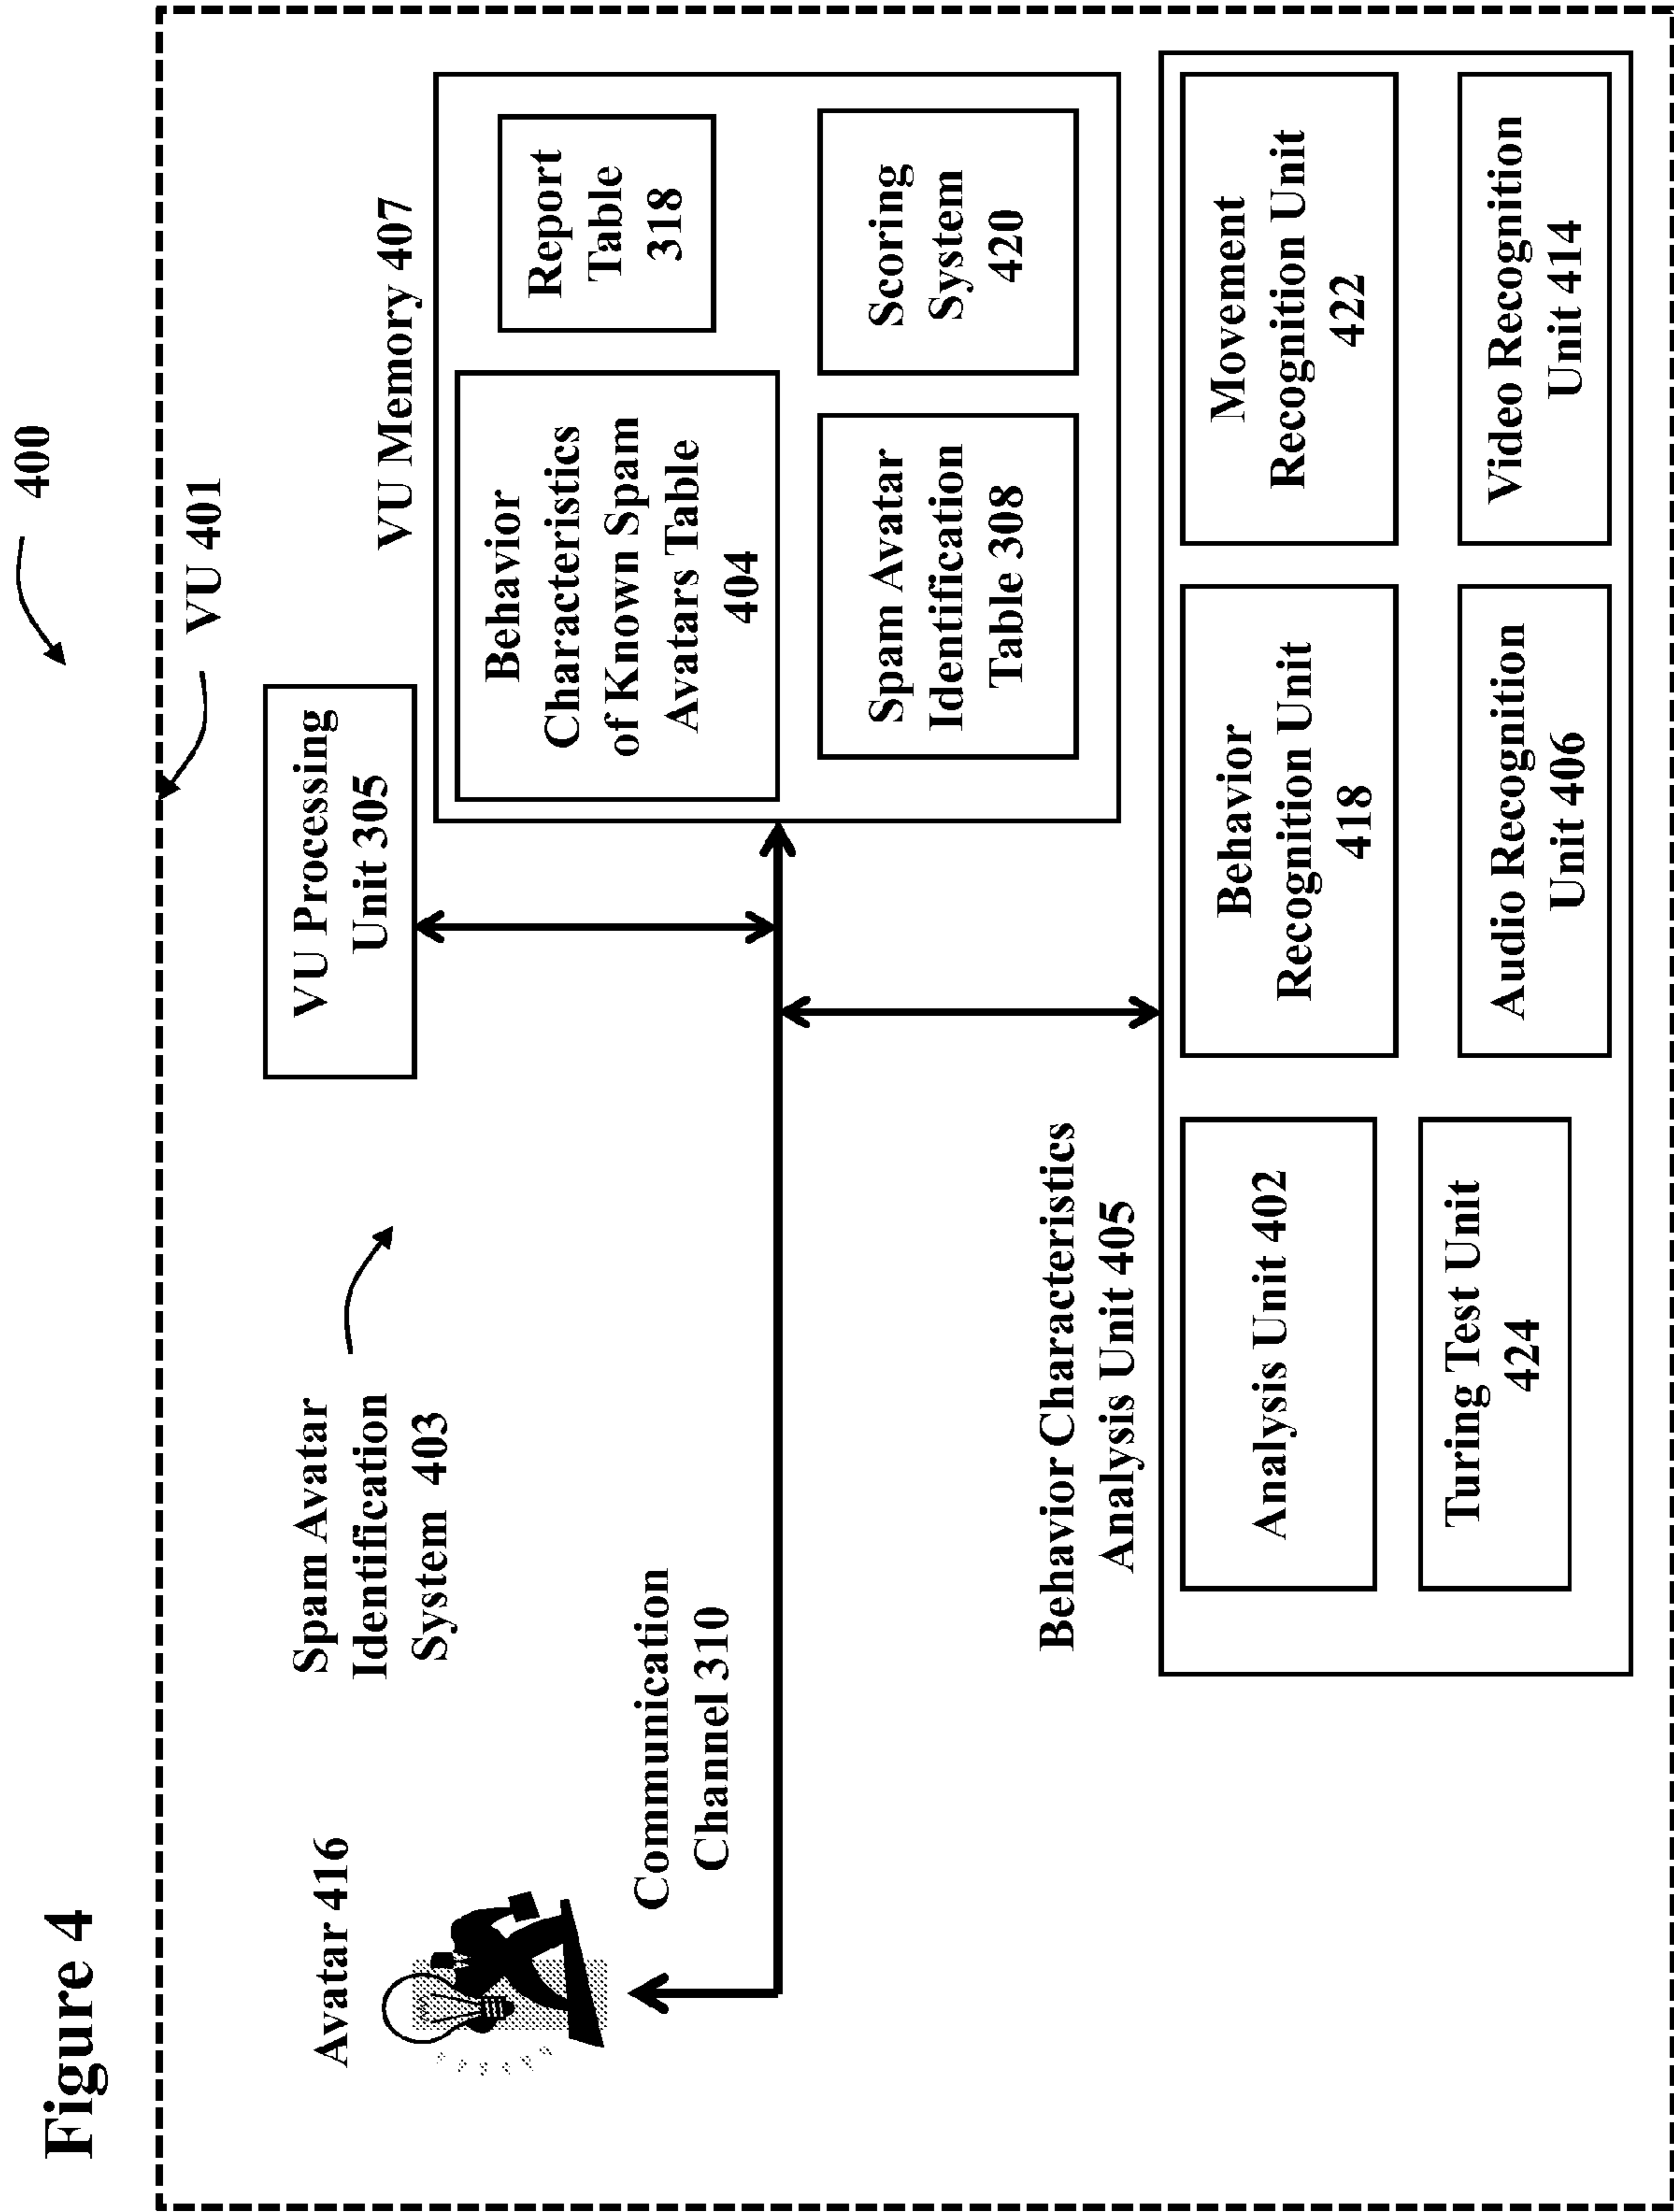 Figure 4
400
VU 401
Avatar 416
Spam Avatar
Identification
System 403
VU Processing
Unit 305
VU Memory 407
Behavior
Characteristics
of Known Spam
Avatars Table
404
Report
Table
318
Spam Avatar
Identification
Table 308
Scoring
System
420
Communication
Channel 310
Behavior Characteristics
Analysis Unit 405
Analysis Unit 402
Behavior
Recognition Unit
418
Movement
Recognition Unit
422
Turing Test Unit
424
Audio Recognition
Unit 406
Video Recognition
Unit 414